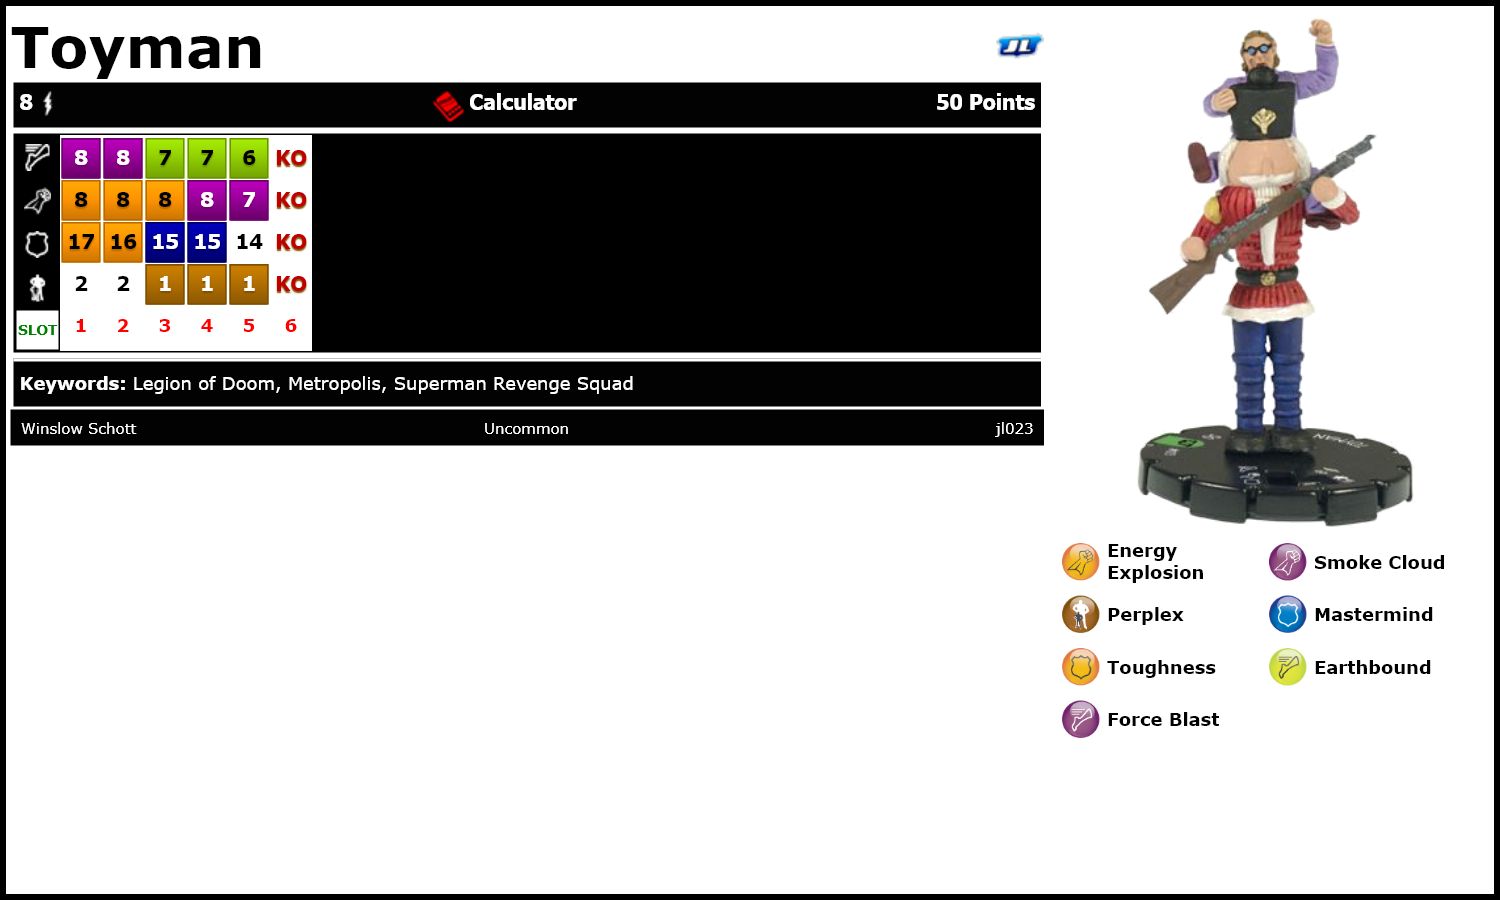 Toyman
JL
8 Calculator 50 Points
8 8 7 7 6 KO
8 8 8 8 7 KO
17 16 15 15 14 KO
2 2 1 1 1 KO
SLOT 1 2 3 4 5 6
Keywords: Legion of Doom, Metropolis, Superman Revenge Squad
Winslow Schott Uncommon jl023
TOYMAN
Energy
Explosion
Smoke Cloud
Perplex
Mastermind
Toughness
Earthbound
Force Blast